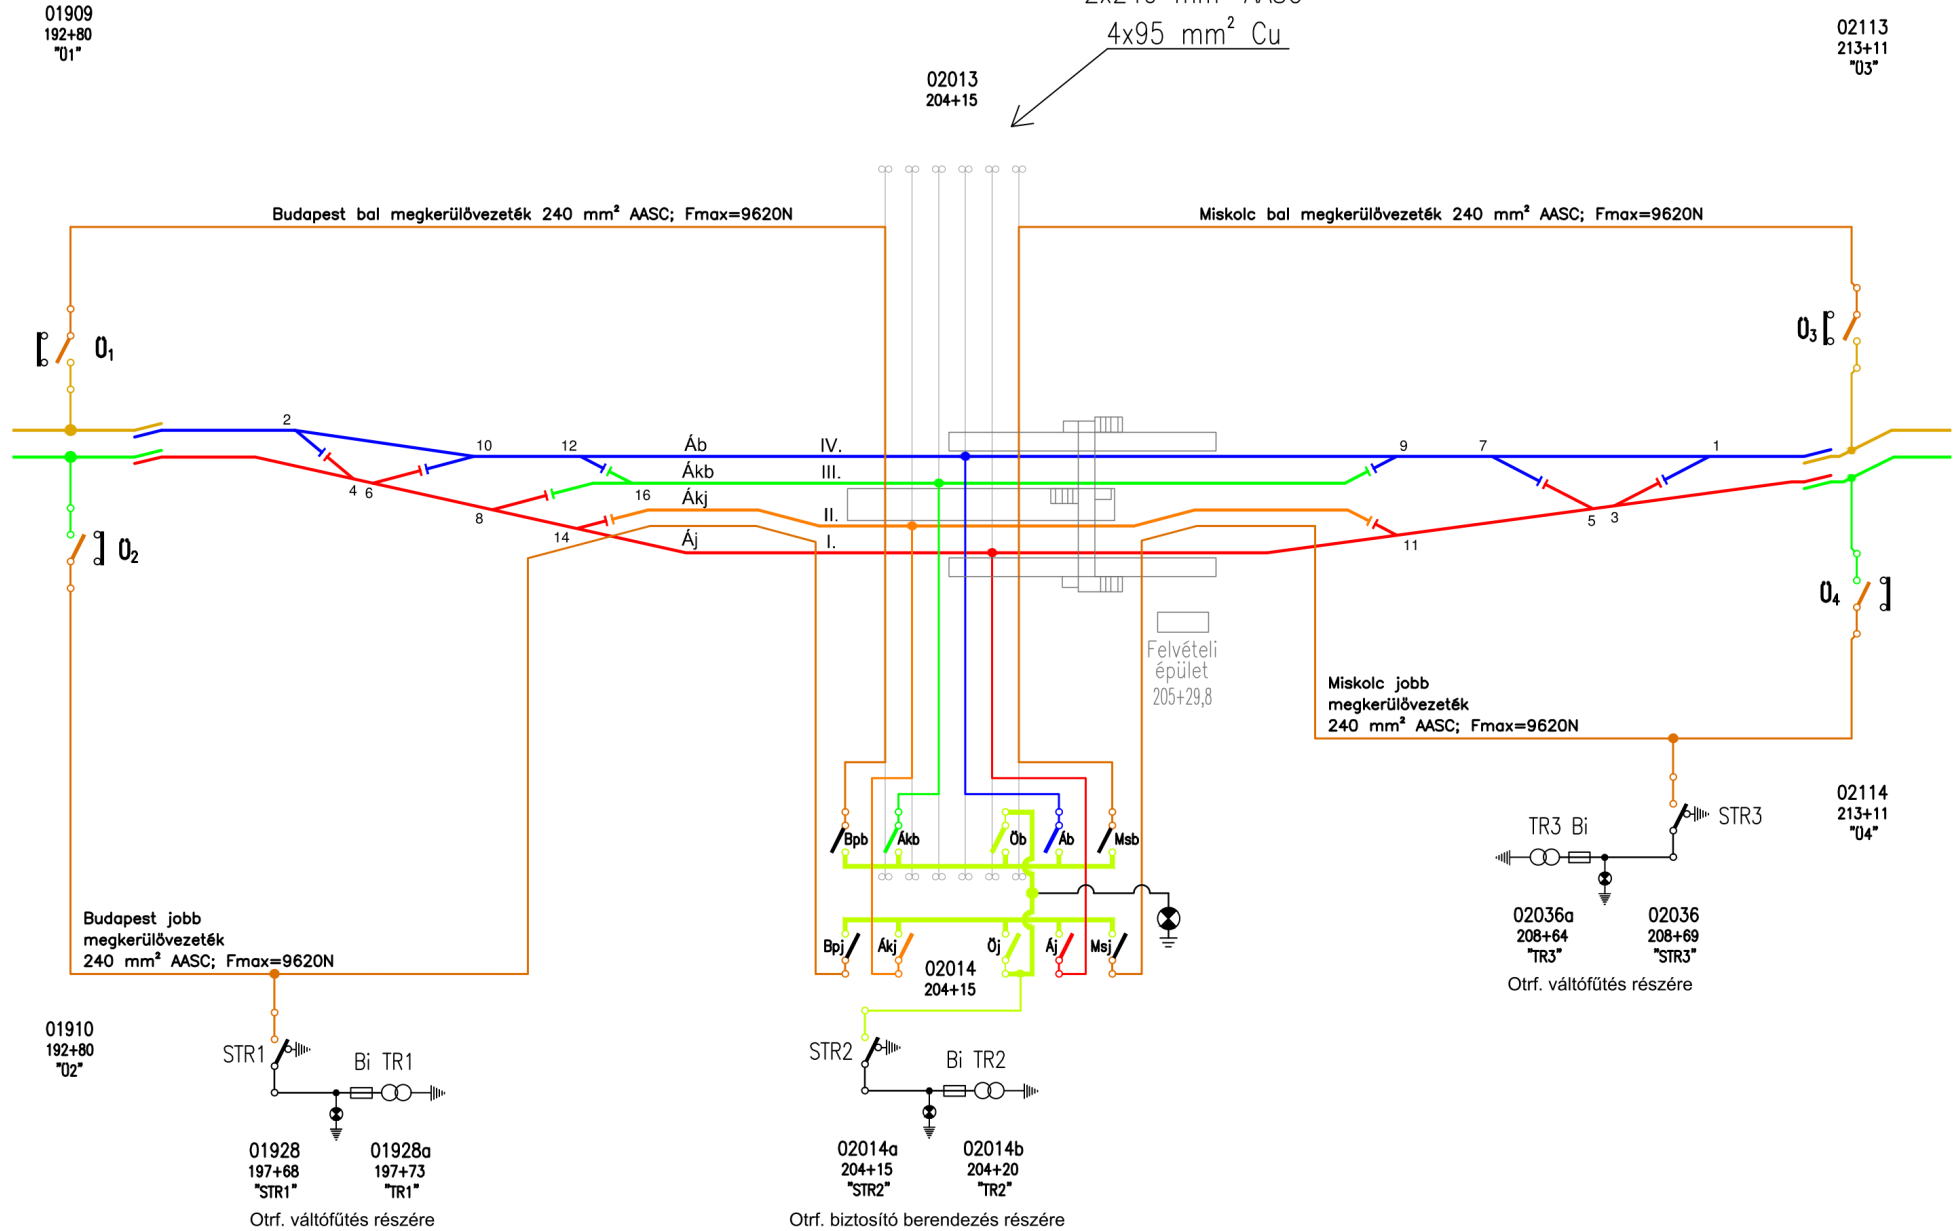 4x95 mm² Cu
01909
192+80
"Ü1"
02013
204+15
02113
213+11
"Ü3"
Budapest bal megkerülővezeték 240 mm² AASC; Fmax=9620N
Miskolc bal megkerülővezeték 240 mm² AASC; Fmax=9620N
Ü1
Ü3
2
10
12
Áb
IV.
9
7
1
Ákb
III.
4
6
16
Ákj
8
II.
5
3
14
Áj
I.
11
Ü2
Ü4
Felvételi
épület
205+29,8
Miskolc jobb
megkerülővezeték
240 mm² AASC; Fmax=9620N
02114
213+11
"Ü4"
Bpb
Ákb
Öb
Áb
Msb
TR3 Bi
STR3
02036a
208+64
"TR3"
02036
208+69
"STR3"
Otrf. váltófűtés részére
Budapest jobb
megkerülővezeték
240 mm² AASC; Fmax=9620N
Bpj
Ákj
Öj
Áj
Msj
02014
204+15
01910
192+80
"Ü2"
STR1
Bi TR1
STR2
Bi TR2
01928
197+68
"STR1"
01928a
197+73
"TR1"
Otrf. váltófűtés részére
02014a
204+15
"STR2"
02014b
204+20
"TR2"
Otrf. biztosító berendezés részére